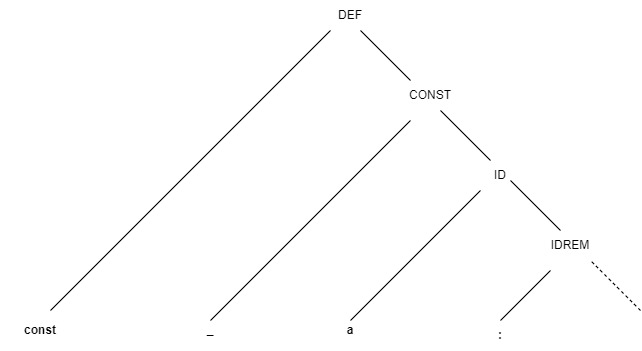 DEF
CONST
ID
IDREM
const
_
a
: